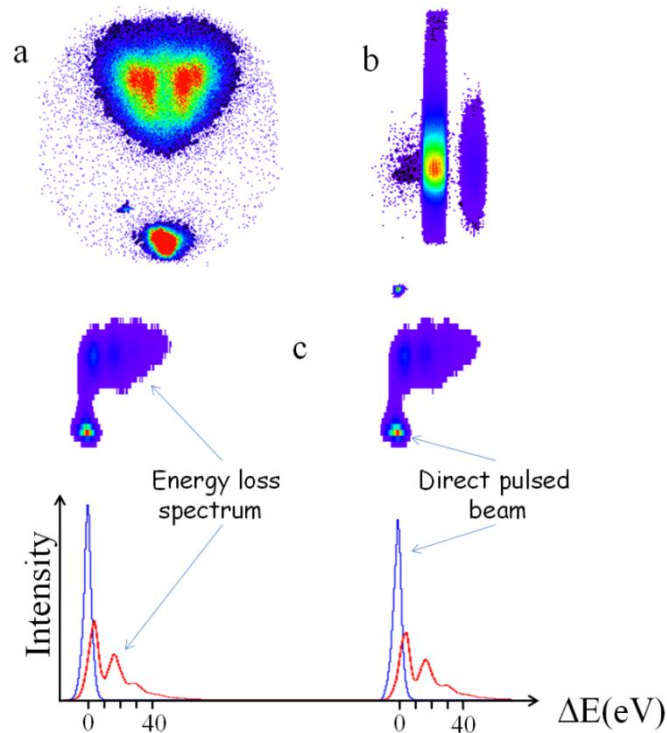 a
b
c
Energy loss
spectrum
Direct pulsed
beam
Intensity
0
40
0
40
ΔE(eV)